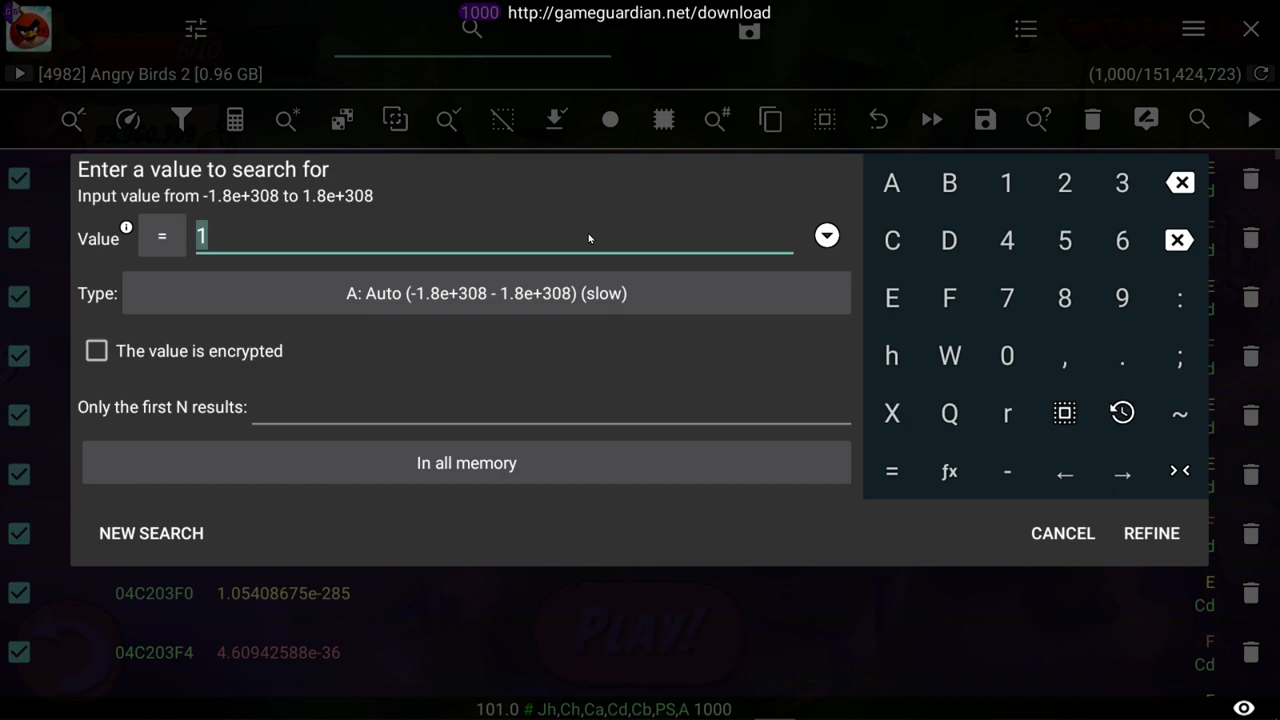 1000 http://gameguardian.net/download
[4982] Angry Birds 2 [0.96 GB]
(1,000/151,424,723)
Enter a value to search for
Input value from -1.8e+308 to 1.8e+308
Value
=
1
Type:
A: Auto (-1.8e+308 - 1.8e+308) (slow)
The value is encrypted
Only the first N results:
In all memory
NEW SEARCH
CANCEL
REFINE
A B 1 2 3
C D 4 5 6
E F 7 8 9 :
h W 0 , . ;
X Q r ~
= ƒx - ← → ><
04C203F0 1.05408675e-285
E
Cd
04C203F4 4.60942588e-36
F
Cd
PLAY!
101.0 # Jh,Ch,Ca,Cd,Cb,PS,A 1000